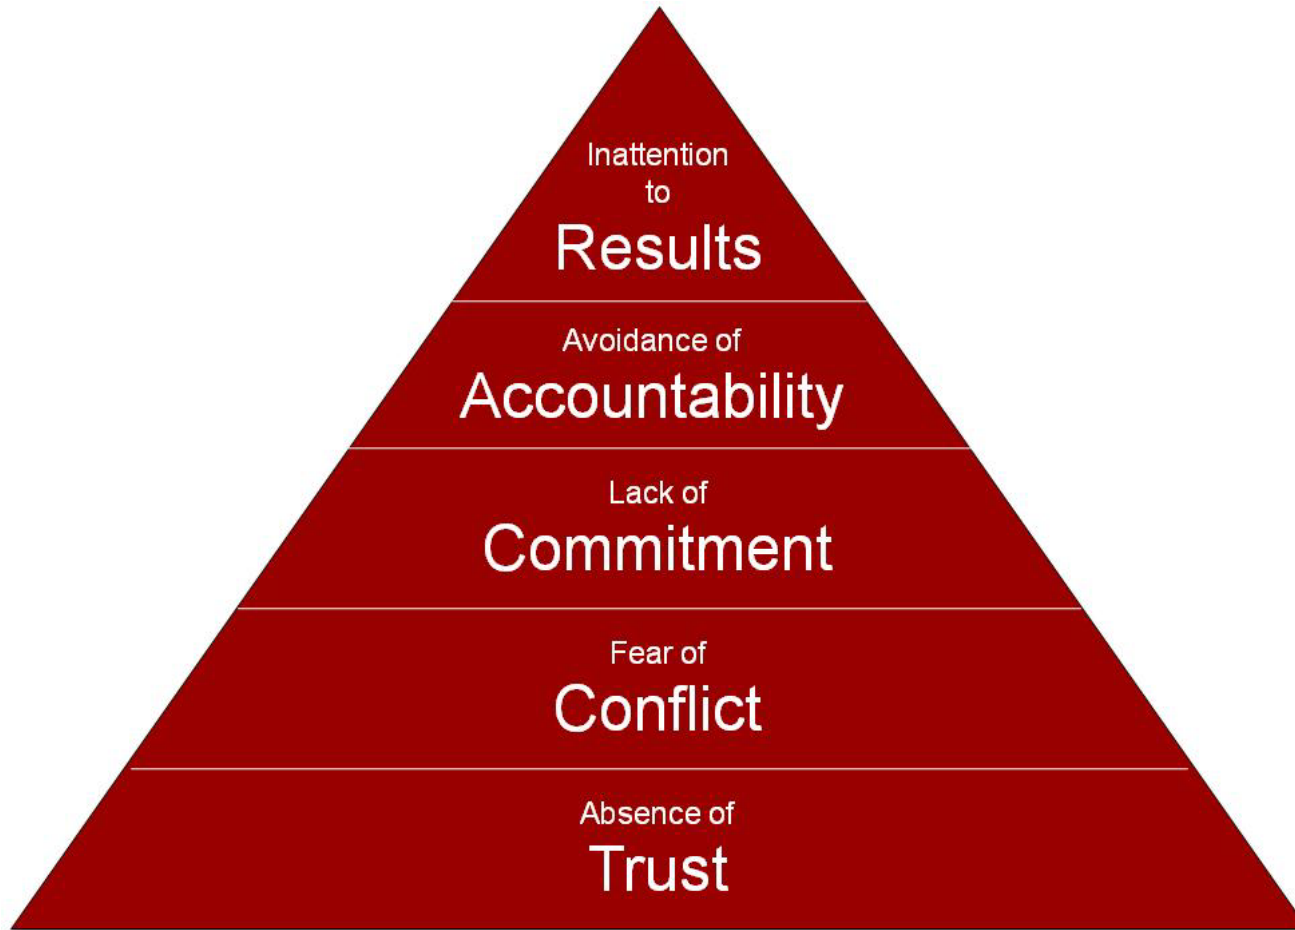 Inattention
to
Results
Avoidance of
Accountability
Lack of
Commitment
Fear of
Conflict
Absence of
Trust